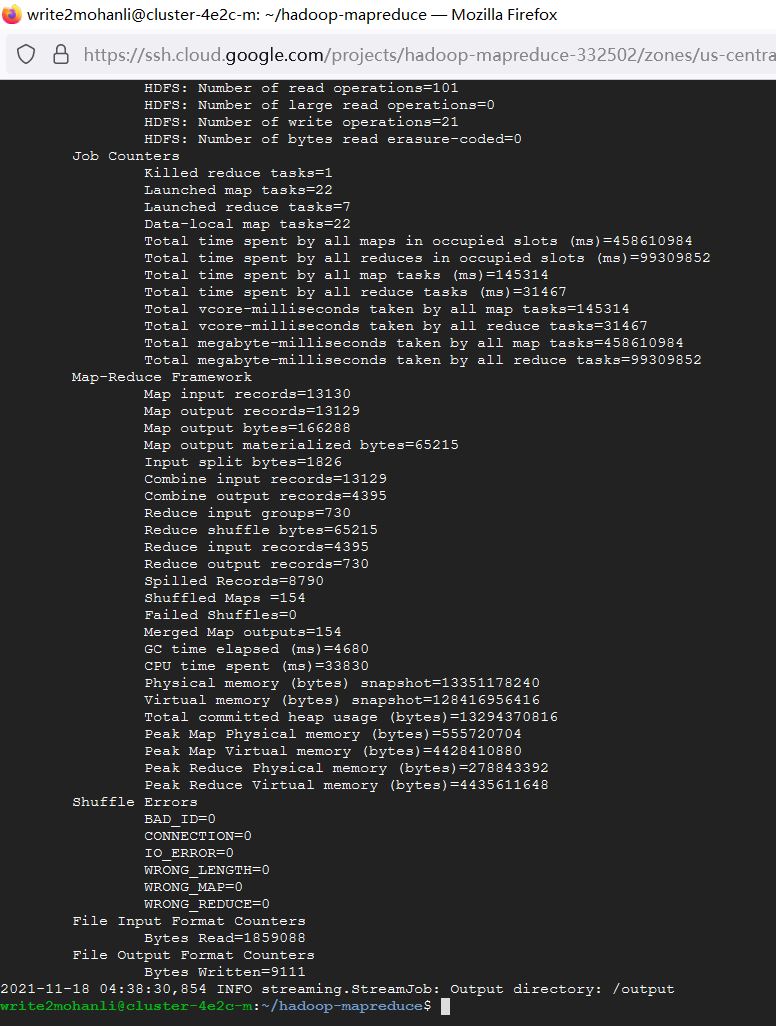 write2mohanli@cluster-4e2c-m: ~/hadoop-mapreduce — Mozilla Firefox
https://ssh.cloud.google.com/projects/hadoop-mapreduce-332502/zones/us-centra
HDFS: Number of read operations=101
HDFS: Number of large read operations=0
HDFS: Number of write operations=21
HDFS: Number of bytes read erasure-coded=0
Job Counters
Killed reduce tasks=1
Launched map tasks=22
Launched reduce tasks=7
Data-local map tasks=22
Total time spent by all maps in occupied slots (ms)=458610984
Total time spent by all reduces in occupied slots (ms)=99309852
Total time spent by all map tasks (ms)=145314
Total time spent by all reduce tasks (ms)=31467
Total vcore-milliseconds taken by all map tasks=145314
Total vcore-milliseconds taken by all reduce tasks=31467
Total megabyte-milliseconds taken by all map tasks=458610984
Total megabyte-milliseconds taken by all reduce tasks=99309852
Map-Reduce Framework
Map input records=13130
Map output records=13129
Map output bytes=166288
Map output materialized bytes=65215
Input split bytes=1826
Combine input records=13129
Combine output records=4395
Reduce input groups=730
Reduce shuffle bytes=65215
Reduce input records=4395
Reduce output records=730
Spilled Records=8790
Shuffled Maps =154
Failed Shuffles=0
Merged Map outputs=154
GC time elapsed (ms)=4680
CPU time spent (ms)=33830
Physical memory (bytes) snapshot=13351178240
Virtual memory (bytes) snapshot=128416956416
Total committed heap usage (bytes)=13294370816
Peak Map Physical memory (bytes)=555720704
Peak Map Virtual memory (bytes)=4428410880
Peak Reduce Physical memory (bytes)=278843392
Peak Reduce Virtual memory (bytes)=4435611648
Shuffle Errors
BAD_ID=0
CONNECTION=0
IO_ERROR=0
WRONG_LENGTH=0
WRONG_MAP=0
WRONG_REDUCE=0
File Input Format Counters
Bytes Read=1859088
File Output Format Counters
Bytes Written=9111
2021-11-18 04:38:30,854 INFO streaming.StreamJob: Output directory: /output
write2mohanli@cluster-4e2c-m:~/hadoop-mapreduce$